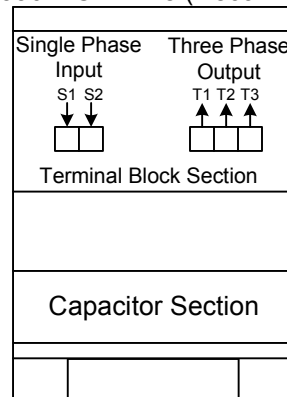 Single Phase Three Phase
Input Output
S1 S2 T1 T2 T3
Terminal Block Section
Capacitor Section